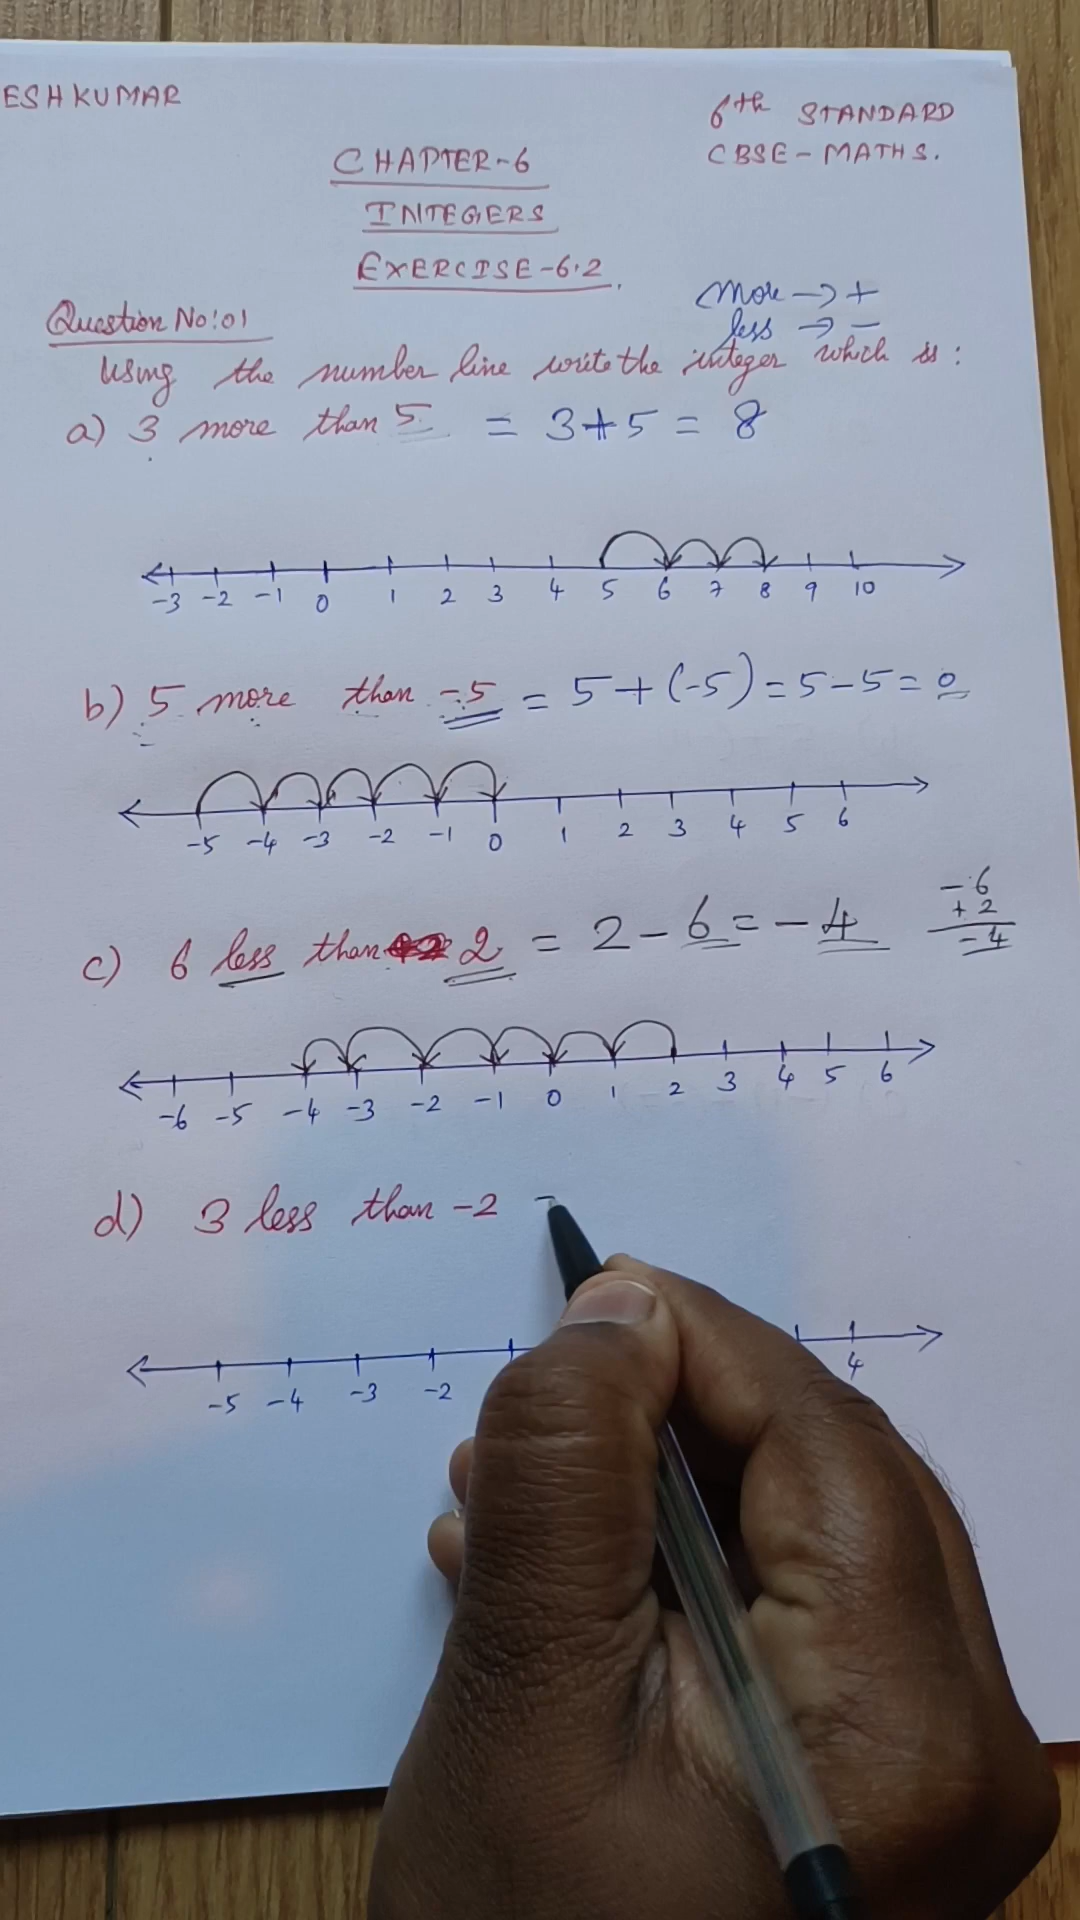 ESHKUMAR
6th STANDARD
CBSE-MATHS.
CHAPTER-6
INTEGERS
EXERCISE-6.2.
More → +
less → -
Question No:01
Using the number line write the integer which is :
a) 3 more than 5 = 3+5 = 8
-3 -2 -1 0 1 2 3 4 5 6 7 8 9 10
b) 5 more than -5 = 5+(-5) = 5-5 = 0
-5 -4 -3 -2 -1 0 1 2 3 4 5 6
c) 6 less than 2 = 2-6 = -4
-6
+2
-4
-6 -5 -4 -3 -2 -1 0 1 2 3 4 5 6
d) 3 less than -2
-5 -4 -3 -2 4